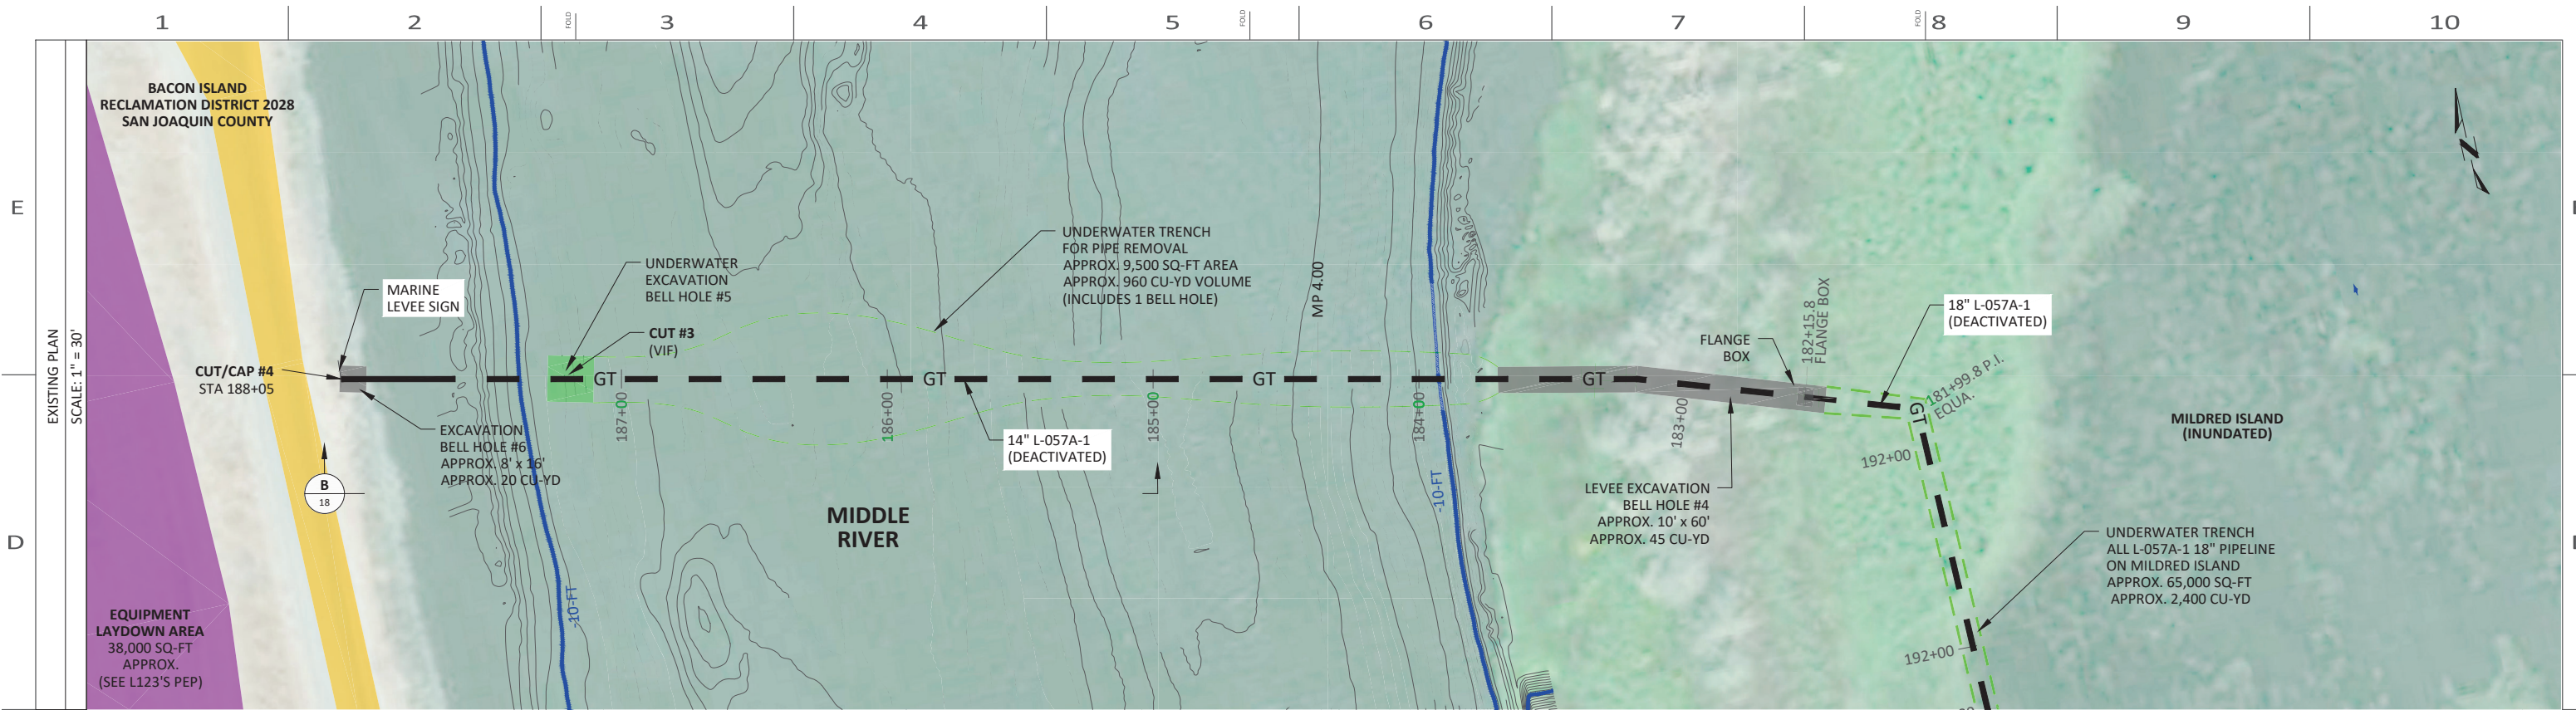 1 2 3 4 5 6 7 8 9 10
FOLD
FOLD
FOLD
E
D
EXISTING PLAN
SCALE: 1" = 30'
BACON ISLAND
RECLAMATION DISTRICT 2028
SAN JOAQUIN COUNTY
MARINE
LEVEE SIGN
CUT/CAP #4
STA 188+05
EXCAVATION
BELL HOLE #6
APPROX. 8' x 16'
APPROX. 20 CU-YD
B
18
EQUIPMENT
LAYDOWN AREA
38,000 SQ-FT
APPROX.
(SEE L123'S PEP)
UNDERWATER
EXCAVATION
BELL HOLE #5
CUT #3
(VIF)
GT
187+00
-10-FT
UNDERWATER TRENCH
FOR PIPE REMOVAL
APPROX. 9,500 SQ-FT AREA
APPROX. 960 CU-YD VOLUME
(INCLUDES 1 BELL HOLE)
186+00
GT
14" L-057A-1
(DEACTIVATED)
MIDDLE
RIVER
185+00
GT
MP 4.00
184+00
-10-FT
GT
FLANGE
BOX
182+15.8
FLANGE BOX
183+00
LEVEE EXCAVATION
BELL HOLE #4
APPROX. 10' x 60'
APPROX. 45 CU-YD
18" L-057A-1
(DEACTIVATED)
GT
181+99.8 P.I.
EQUA.
192+00
MILDRED ISLAND
(INUNDATED)
UNDERWATER TRENCH
ALL L-057A-1 18" PIPELINE
ON MILDRED ISLAND
APPROX. 65,000 SQ-FT
APPROX. 2,400 CU-YD
192+00